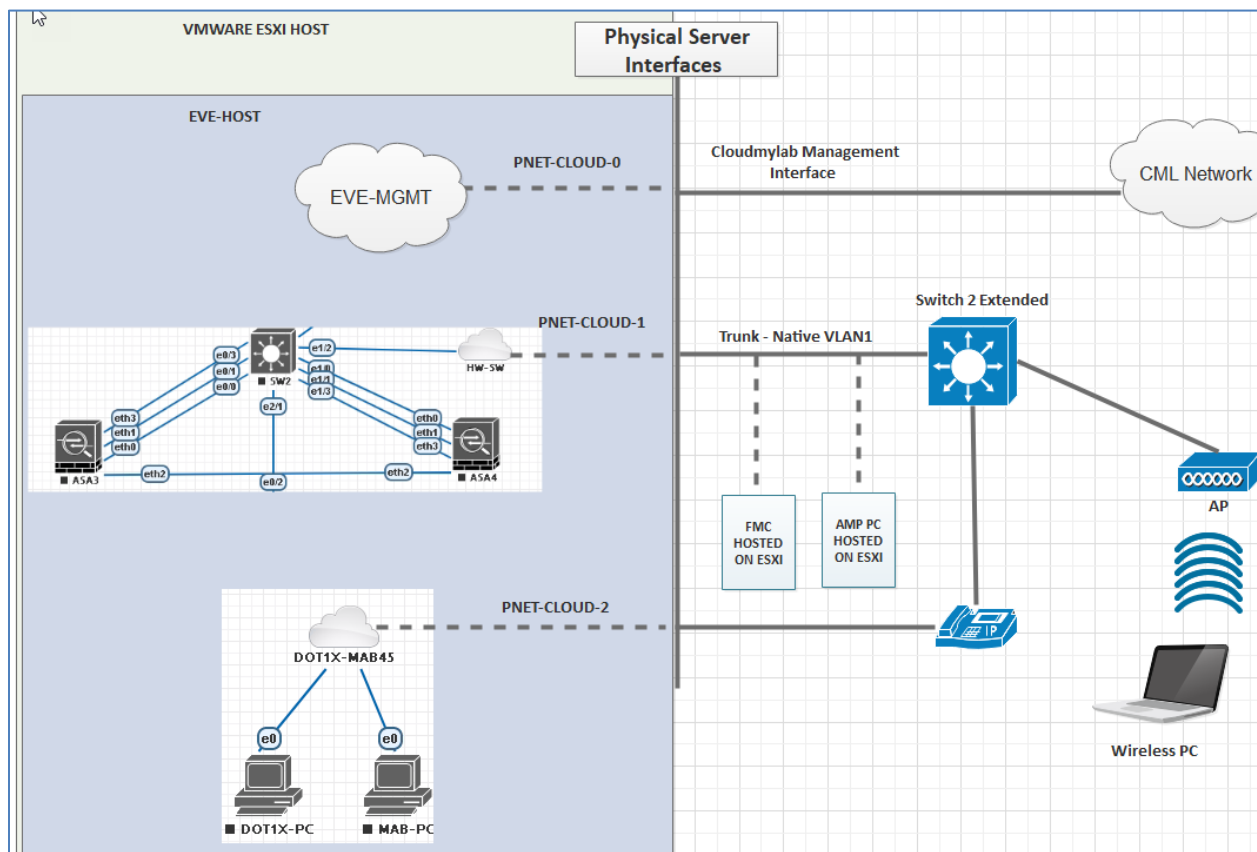 VMWARE ESXI HOST
Physical Server
Interfaces
EVE-HOST
PNET-CLOUD-0
EVE-MGMT
Cloudmylab Management
Interface
CML Network
PNET-CLOUD-1
Switch 2 Extended
Trunk - Native VLAN1
e0/3
e0/1
e0/0
SW2
e1/2
HW-SW
e1/0
e1/1
e1/3
e2/1
eth3
eth1
eth0
eth0
eth1
eth3
ASA3
eth2
e0/2
eth2
ASA4
FMC
HOSTED
ON ESXI
AMP PC
HOSTED
ON ESXI
AP
PNET-CLOUD-2
IP
DOT1X-MAB45
e0
e0
DOT1X-PC
MAB-PC
Wireless PC